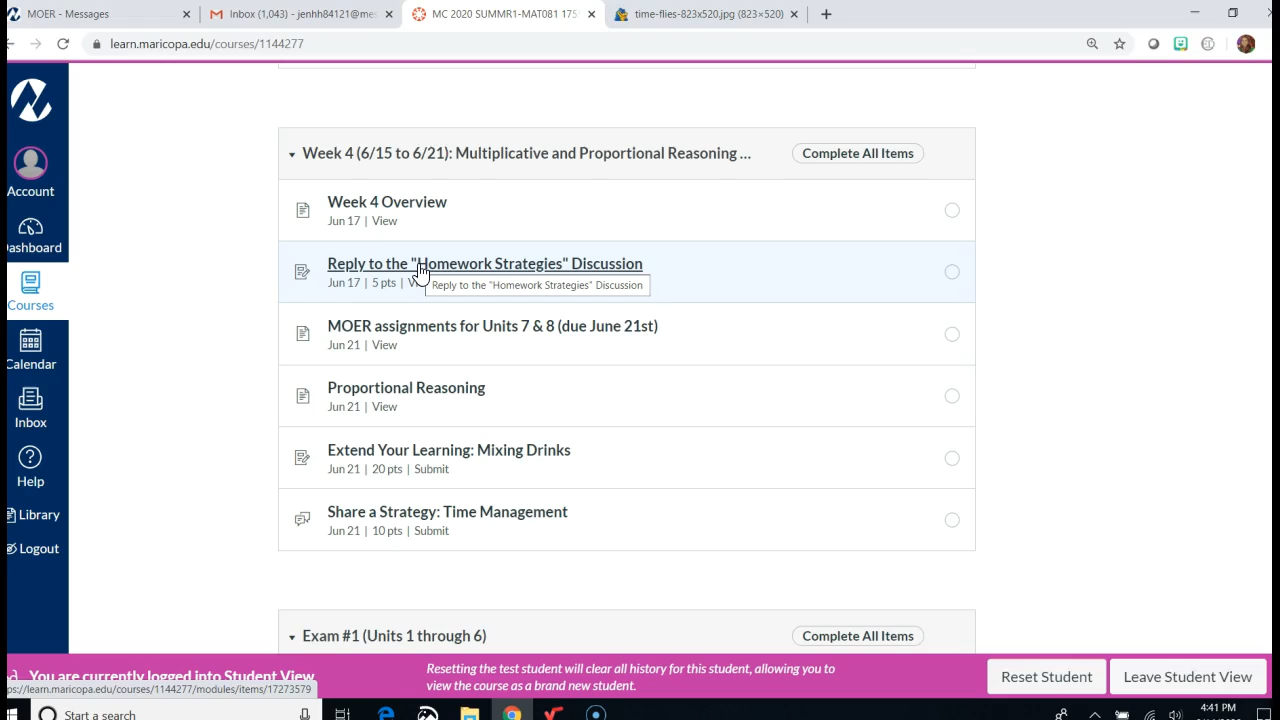 MOER - Messages
Inbox (1,043) - jenhh84121@me
MC 2020 SUMMR1-MAT081 175
time-flies-823x520.jpg (823×520)
learn.maricopa.edu/courses/1144277
Account
Dashboard
Courses
Calendar
Inbox
Help
Library
Logout
Week 4 (6/15 to 6/21): Multiplicative and Proportional Reasoning ...
Complete All Items
Week 4 Overview
Jun 17 | View
Reply to the "Homework Strategies" Discussion
Jun 17 | 5 pts |
Reply to the "Homework Strategies" Discussion
MOER assignments for Units 7 & 8 (due June 21st)
Jun 21 | View
Proportional Reasoning
Jun 21 | View
Extend Your Learning: Mixing Drinks
Jun 21 | 20 pts | Submit
Share a Strategy: Time Management
Jun 21 | 10 pts | Submit
Exam #1 (Units 1 through 6)
Complete All Items
You are currently logged into Student View
Resetting the test student will clear all history for this student, allowing you to
view the course as a brand new student.
Reset Student
Leave Student View
ps://learn.maricopa.edu/courses/1144277/modules/items/17273579
Start a search
4:41 PM